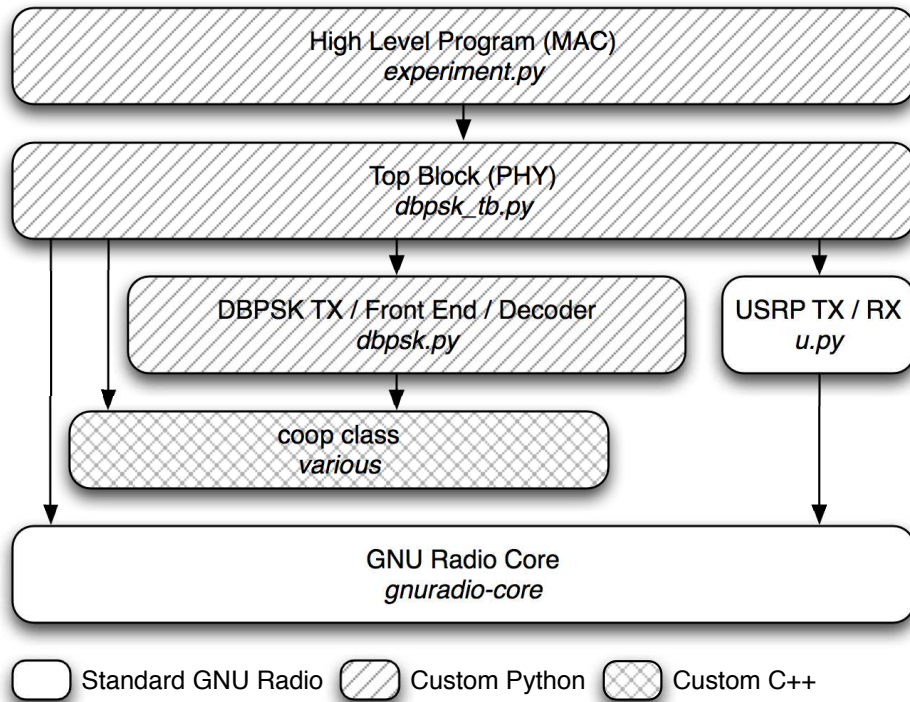 High Level Program (MAC)
experiment.py
Top Block (PHY)
dbpsk_tb.py
DBPSK TX / Front End / Decoder
dbpsk.py
USRP TX / RX
u.py
coop class
various
GNU Radio Core
gnuradio-core
Standard GNU Radio
Custom Python
Custom C++